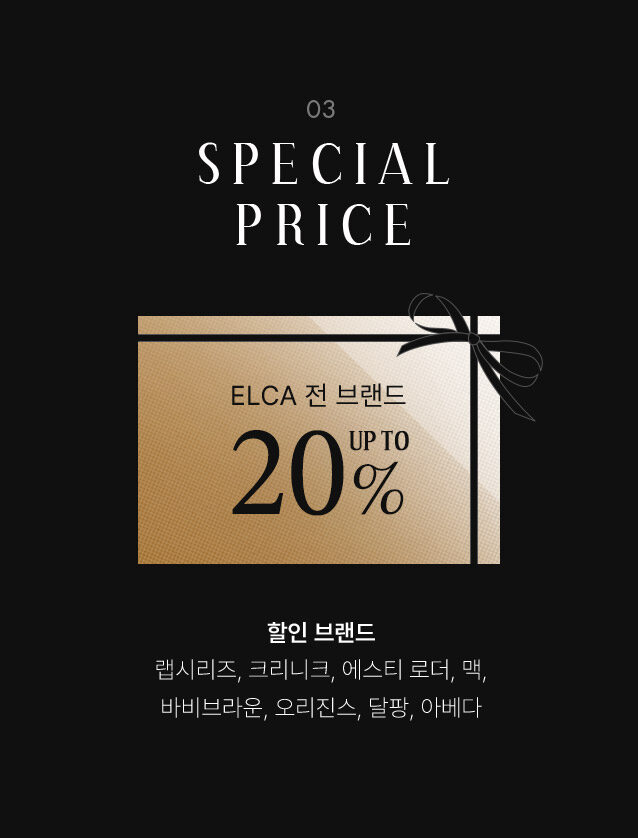 03
SPECIAL
PRICE
ELCA 전 브랜드
20% UP TO
할인 브랜드
랩시리즈, 크리니크, 에스티 로더, 맥,
바비브라운, 오리진스, 달팡, 아베다